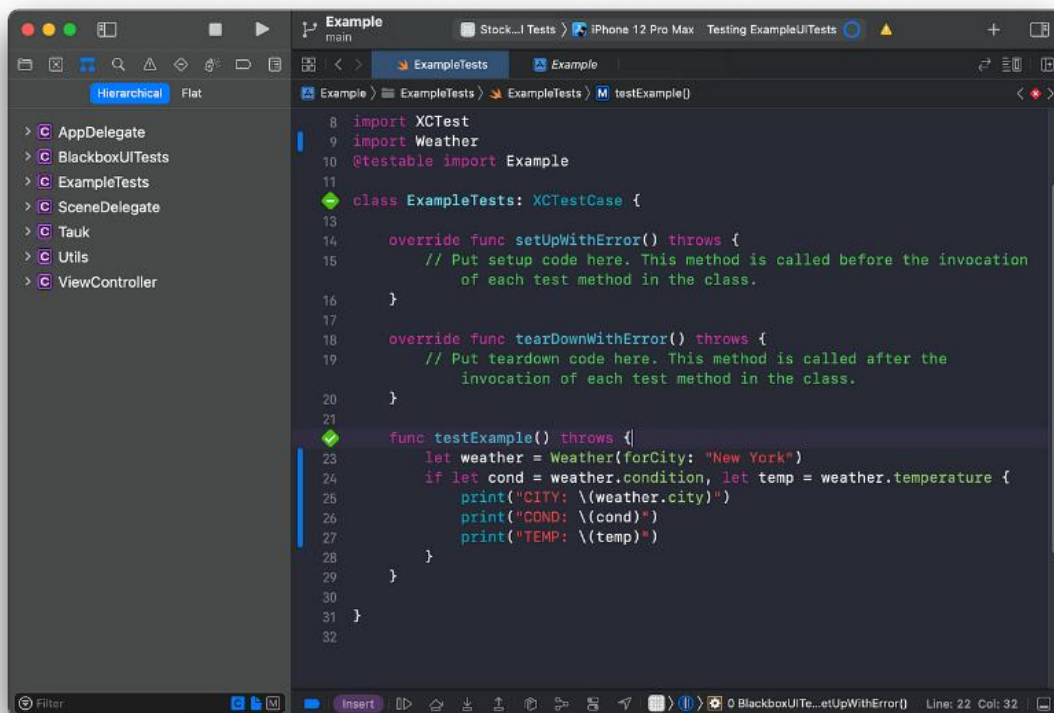 Example
main
Stock...l Tests 〉 iPhone 12 Pro Max Testing ExampleUITests
ExampleTests
Example
Hierarchical Flat
Example 〉 ExampleTests 〉 ExampleTests 〉 M testExample()
AppDelegate
BlackboxUITests
ExampleTests
SceneDelegate
Tauk
Utils
ViewController
8 import XCTest
9 import Weather
10 @testable import Example
11
class ExampleTests: XCTestCase {
13
14 override func setUpWithError() throws {
15 // Put setup code here. This method is called before the invocation
of each test method in the class.
16 }
17
18 override func tearDownWithError() throws {
19 // Put teardown code here. This method is called after the
invocation of each test method in the class.
20 }
21
func testExample() throws {
23 let weather = Weather(forCity: "New York")
24 if let cond = weather.condition, let temp = weather.temperature {
25 print("CITY: \(weather.city)")
26 print("COND: \(cond)")
27 print("TEMP: \(temp)")
28 }
29 }
30
31 }
32
Filter
Insert
0 BlackboxUITe...etUpWithError() Line: 22 Col: 32